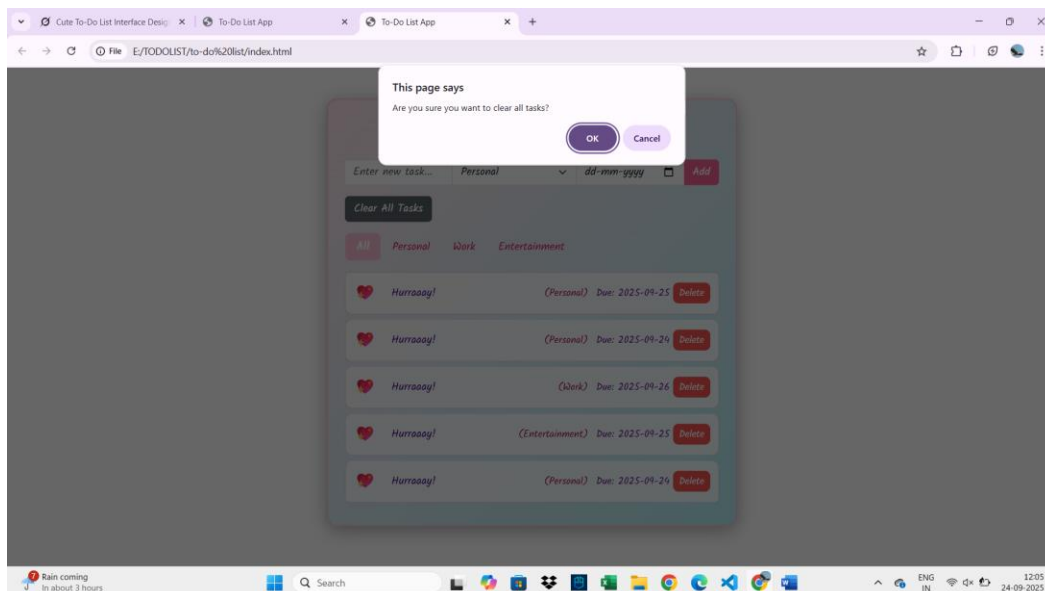 Cute To-Do List Interface Desig
To-Do List App
To-Do List App
File E:/TODOLIST/to-do%20list/index.html
This page says
Are you sure you want to clear all tasks?
OK Cancel
Enter new task... Personal dd-mm-yyyy Add
Clear All Tasks
All Personal Work Entertainment
Hurraaay! (Personal) Due: 2025-09-25 Delete
Hurraaay! (Personal) Due: 2025-09-24 Delete
Hurraaay! (Work) Due: 2025-09-26 Delete
Hurraaay! (Entertainment) Due: 2025-09-25 Delete
Hurraaay! (Personal) Due: 2025-09-24 Delete
7 Rain coming
In about 3 hours
Search
ENG
IN
12:05
24-09-2025